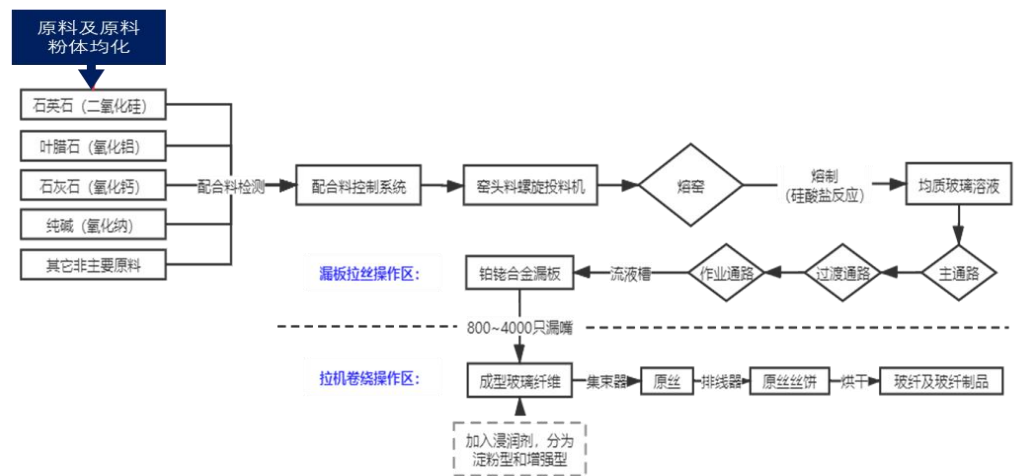 原料及原料
粉体均化
石英石（二氧化硅）
叶腊石（氧化铝）
石灰石（氧化钙）
纯碱（氧化纳）
其它非主要原料
配合料检测
配合料控制系统
窑头料螺旋投料机
熔窑
熔制
（硅酸盐反应）
均质玻璃溶液
主通路
过渡通路
作业通路
流液槽
铂铑合金漏板
漏板拉丝操作区：
800~4000只漏嘴
拉机卷绕操作区：
成型玻璃纤维
集束器
原丝
排线器
原丝丝饼
烘干
玻纤及玻纤制品
加入浸润剂，分为
淀粉型和增强型